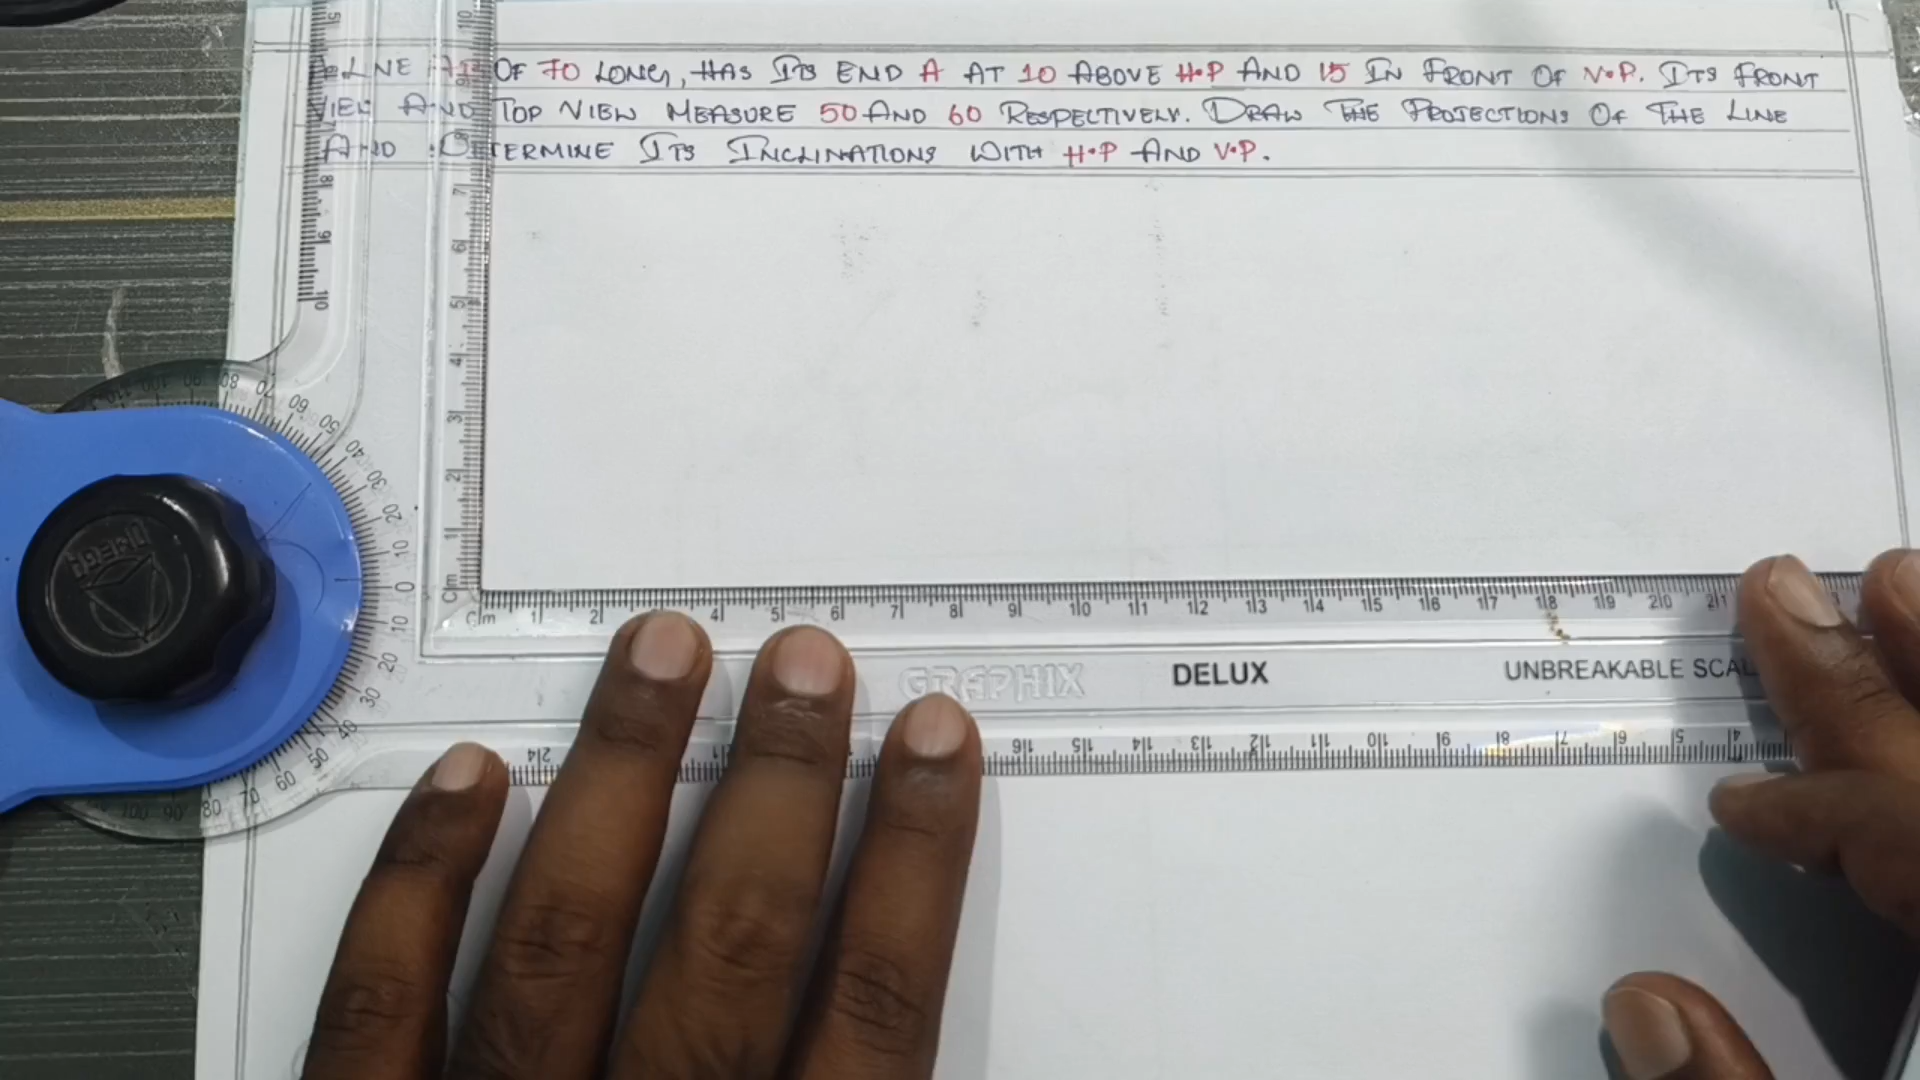 A LINE AB OF 70 LONG, HAS ITS END A AT 10 ABOVE H.P AND 15 IN FRONT OF V.P. ITS FRONT
VIEW AND TOP VIEW MEASURE 50 AND 60 RESPECTIVELY. DRAW THE PROJECTIONS OF THE LINE
AND DETERMINE ITS INCLINATIONS WITH H.P AND V.P.
GRAPHIX DELUX UNBREAKABLE SCAL
OMEGA